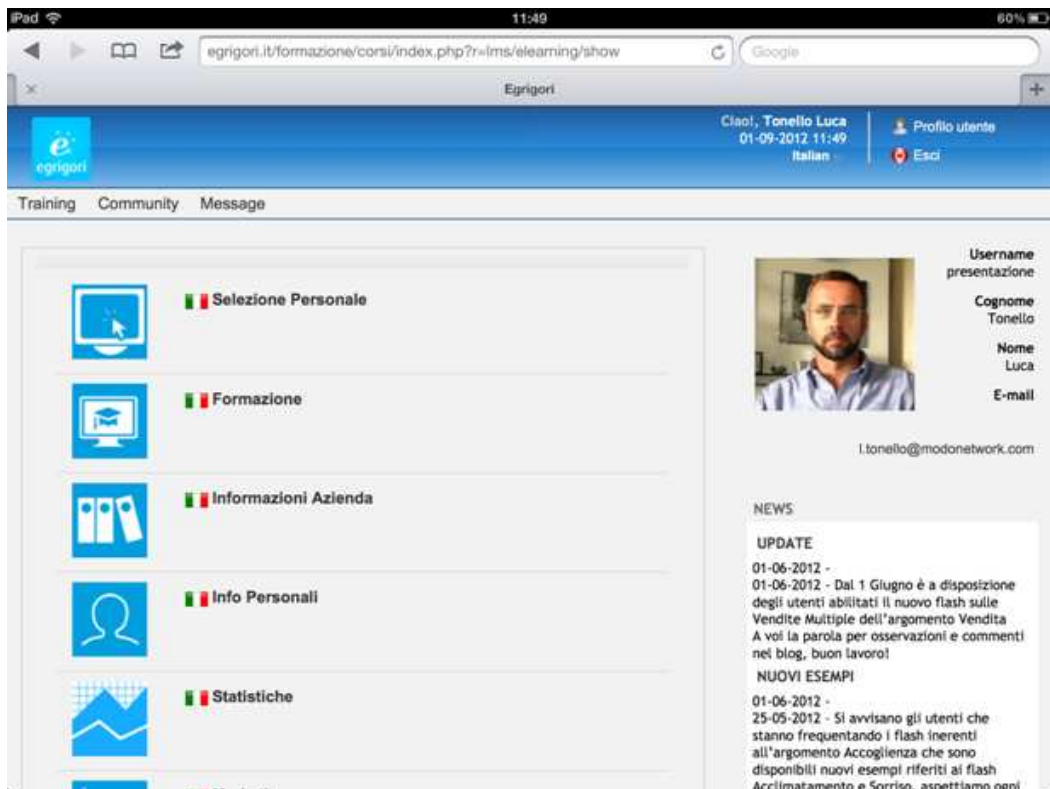 iPad 11:49 60%
egrigori.it/formazione/corsi/index.php?r=lms/elearning/show
Google
Egrigori
ë
egrigori
Ciao!, Tonello Luca
01-09-2012 11:49
Italian
Profilo utente
Esci
Training Community Message
Selezione Personale
Formazione
Informazioni Azienda
Info Personali
Statistiche
Username
presentazione
Cognome
Tonello
Nome
Luca
E-mail
l.tonello@modonetwork.com
NEWS
UPDATE
01-06-2012 -
01-06-2012 - Dal 1 Giugno è a disposizione
degli utenti abilitati il nuovo flash sulle
Vendite Multiple dell'argomento Vendita
A voi la parola per osservazioni e commenti
nel blog, buon lavoro!
NUOVI ESEMPI
01-06-2012 -
25-05-2012 - Si avvisano gli utenti che
stanno frequentando i flash inerenti
all'argomento Accoglienza che sono
disponibili nuovi esempi riferiti ai flash
Acclimatamento e Sorriso, aspettiamo ogni